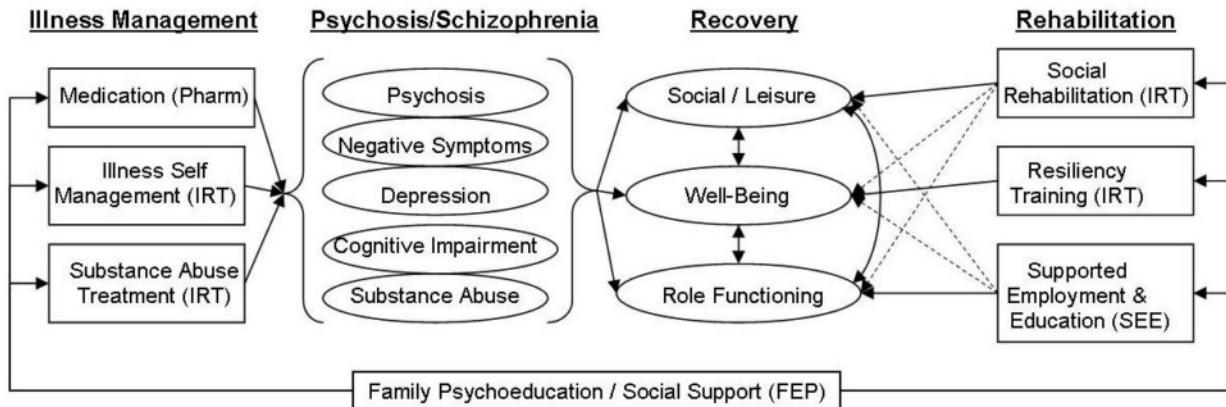 Illness Management
Psychosis/Schizophrenia
Recovery
Rehabilitation
Medication (Pharm)
Illness Self
Management (IRT)
Substance Abuse
Treatment (IRT)
Psychosis
Negative Symptoms
Depression
Cognitive Impairment
Substance Abuse
Social / Leisure
Well-Being
Role Functioning
Social
Rehabilitation (IRT)
Resiliency
Training (IRT)
Supported
Employment &
Education (SEE)
Family Psychoeducation / Social Support (FEP)